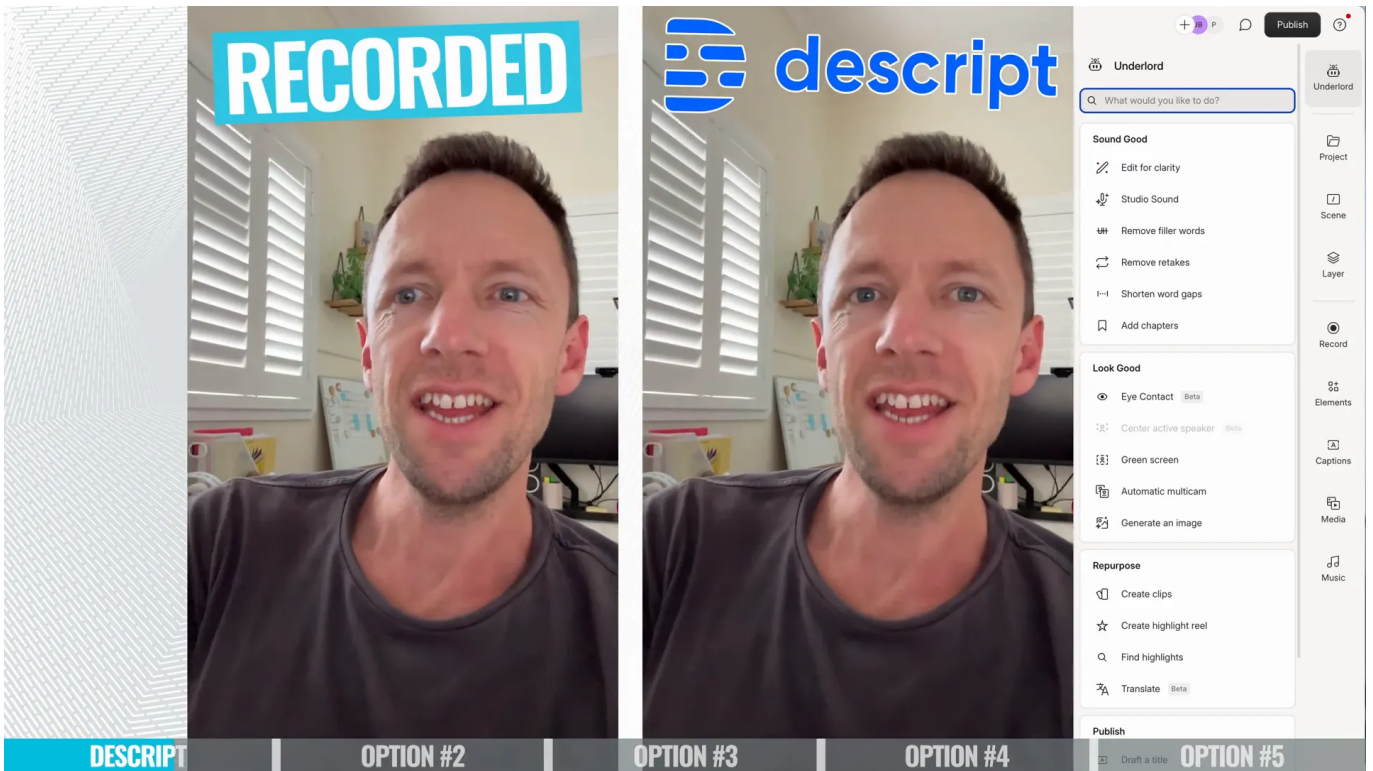 RECORDED
descript
JB
P
Publish
Underlord
What would you like to do?
Sound Good
Edit for clarity
Studio Sound
UH
Remove filler words
Remove retakes
Shorten word gaps
Add chapters
Look Good
Eye Contact Beta
Center active speaker Beta
Green screen
Automatic multicam
Generate an image
Repurpose
Create clips
Create highlight reel
Find highlights
Translate Beta
Publish
Draft a title
Underlord
Project
Scene
Layer
Record
Elements
Captions
Media
Music
DESCRIPT
OPTION #2
OPTION #3
OPTION #4
OPTION #5